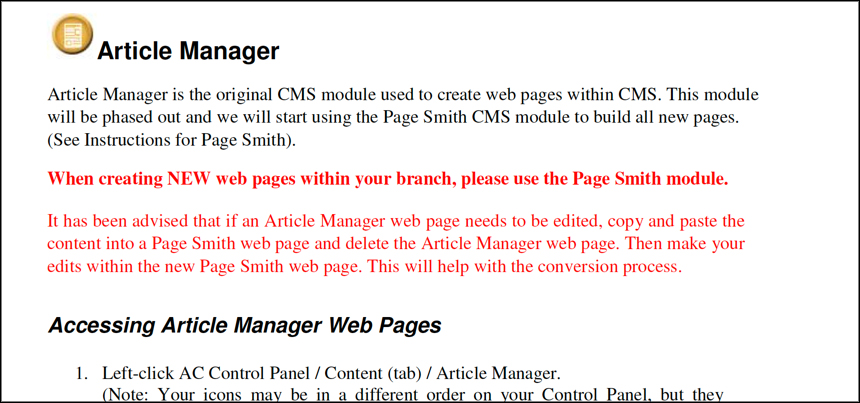 Article Manager
Article Manager is the original CMS module used to create web pages within CMS. This module
will be phased out and we will start using the Page Smith CMS module to build all new pages.
(See Instructions for Page Smith).
When creating NEW web pages within your branch, please use the Page Smith module.
It has been advised that if an Article Manager web page needs to be edited, copy and paste the
content into a Page Smith web page and delete the Article Manager web page. Then make your
edits within the new Page Smith web page. This will help with the conversion process.
Accessing Article Manager Web Pages
1. Left-click AC Control Panel / Content (tab) / Article Manager.
(Note: Your icons may be in a different order on your Control Panel, but they